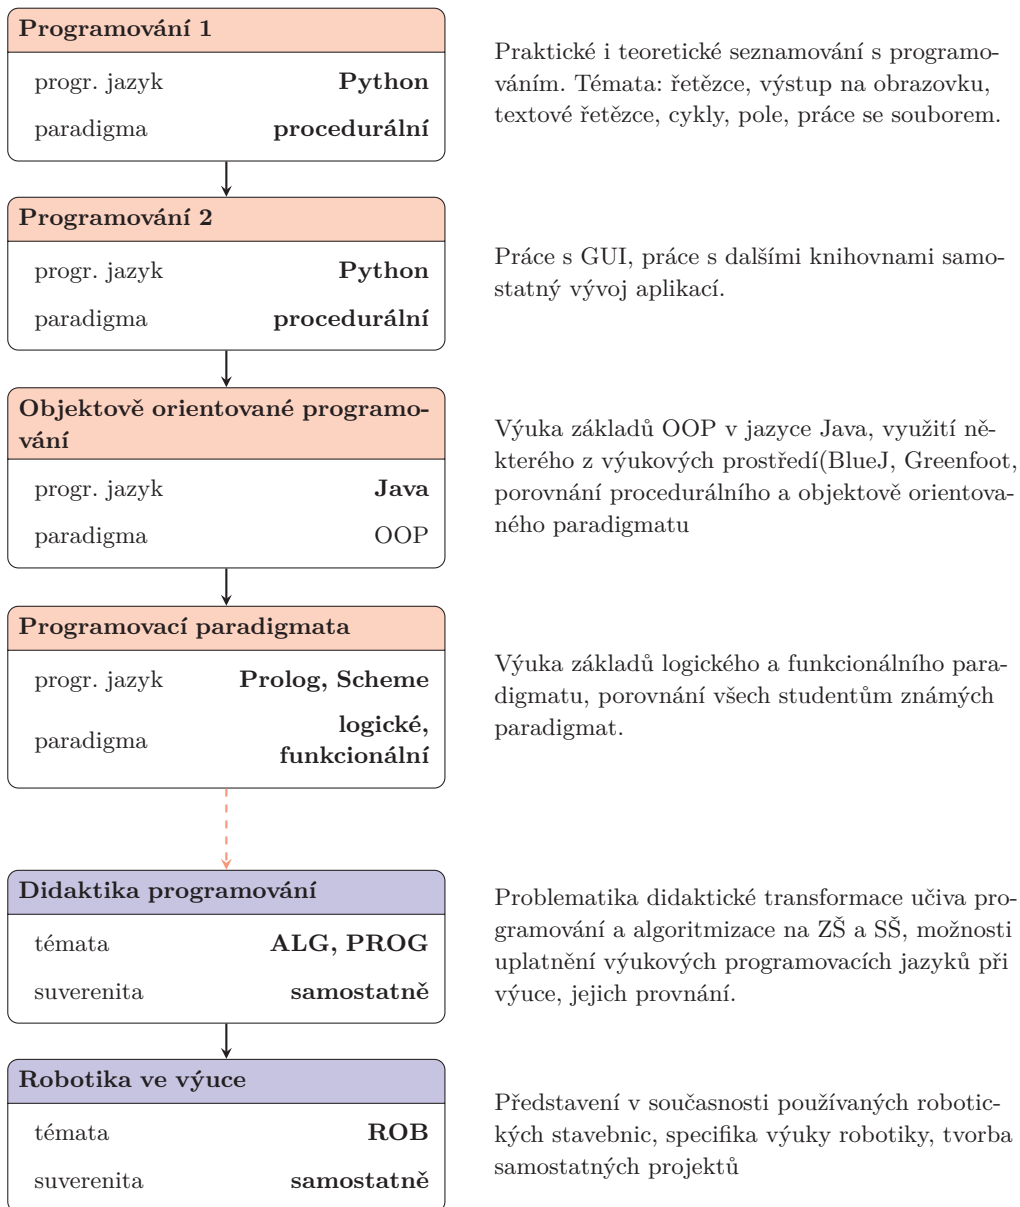 Programování 1
progr. jazyk Python
paradigma procedurální
Praktické i teoretické seznamování s programo-
váním. Témata: řetězce, výstup na obrazovku,
textové řetězce, cykly, pole, práce se souborem.
Programování 2
progr. jazyk Python
paradigma procedurální
Práce s GUI, práce s dalšími knihovnami samo-
statný vývoj aplikací.
Objektově orientované programo-
vání
progr. jazyk Java
paradigma OOP
Výuka základů OOP v jazyce Java, využití ně-
kterého z výukových prostředí(BlueJ, Greenfoot,
porovnání procedurálního a objektově orientova-
ného paradigmatu
Programovací paradigmata
progr. jazyk Prolog, Scheme
paradigma logické,
funkcionální
Výuka základů logického a funkcionálního para-
digmatu, porovnání všech studentům známých
paradigmat.
Didaktika programování
témata ALG, PROG
suverenita samostatně
Problematika didaktické transformace učiva pro-
gramování a algoritmizace na ZŠ a SŠ, možnosti
uplatnění výukových programovacích jazyků při
výuce, jejich provnání.
Robotika ve výuce
témata ROB
suverenita samostatně
Představení v současnosti používaných robotic-
kých stavebnic, specifika výuky robotiky, tvorba
samostatných projektů